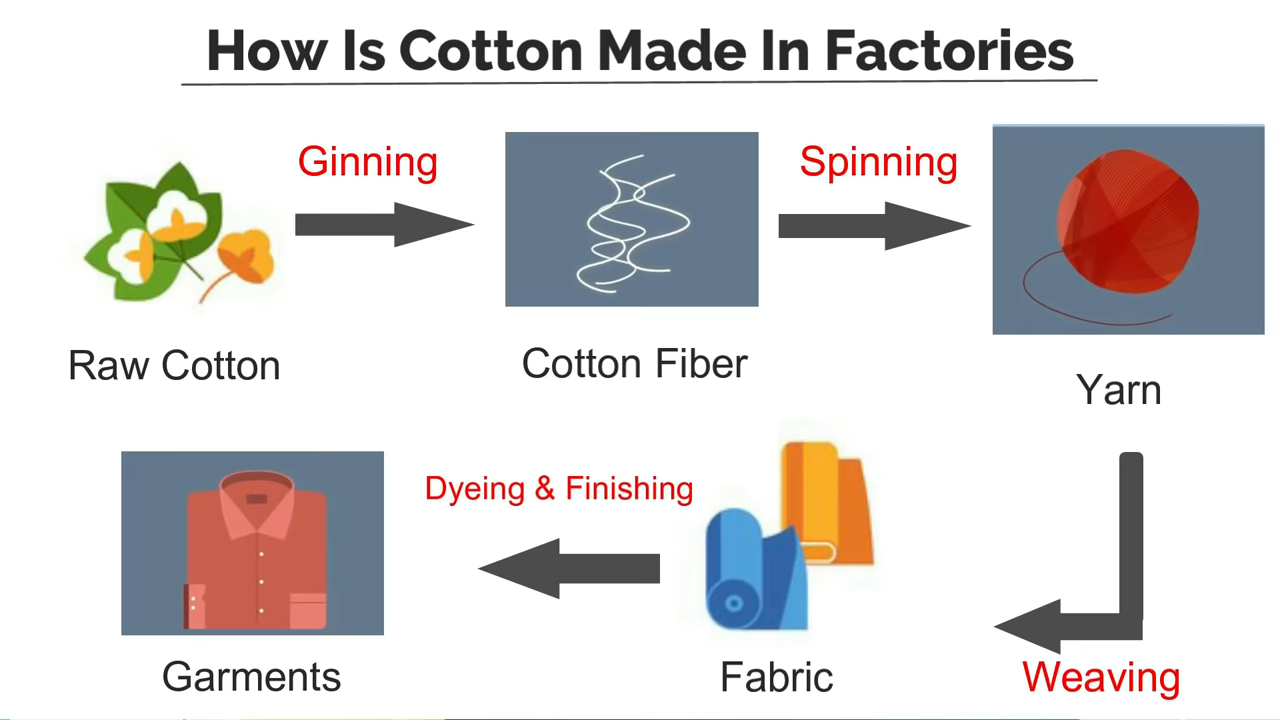 How Is Cotton Made In Factories
Ginning
Spinning
Raw Cotton
Cotton Fiber
Yarn
Dyeing & Finishing
Garments
Fabric
Weaving